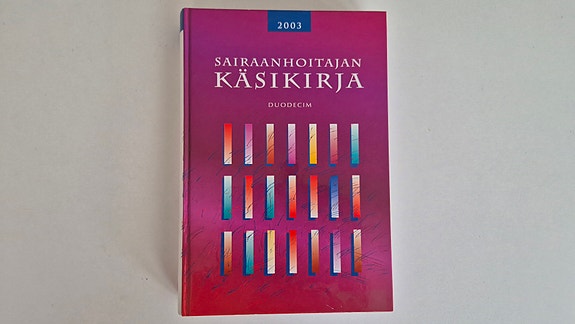 2003
SAIRAANHOITAJAN
KÄSIKIRJA
DUODECIM